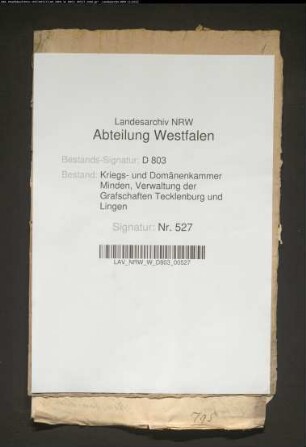 Landesarchiv NRW
Abteilung Westfalen
Bestands-Signatur: D 803
Bestand: Kriegs- und Domänenkammer
Minden, Verwaltung der
Grafschaften Tecklenburg und
Lingen
Signatur: Nr. 527
LAV_NRW_W_D803_00527